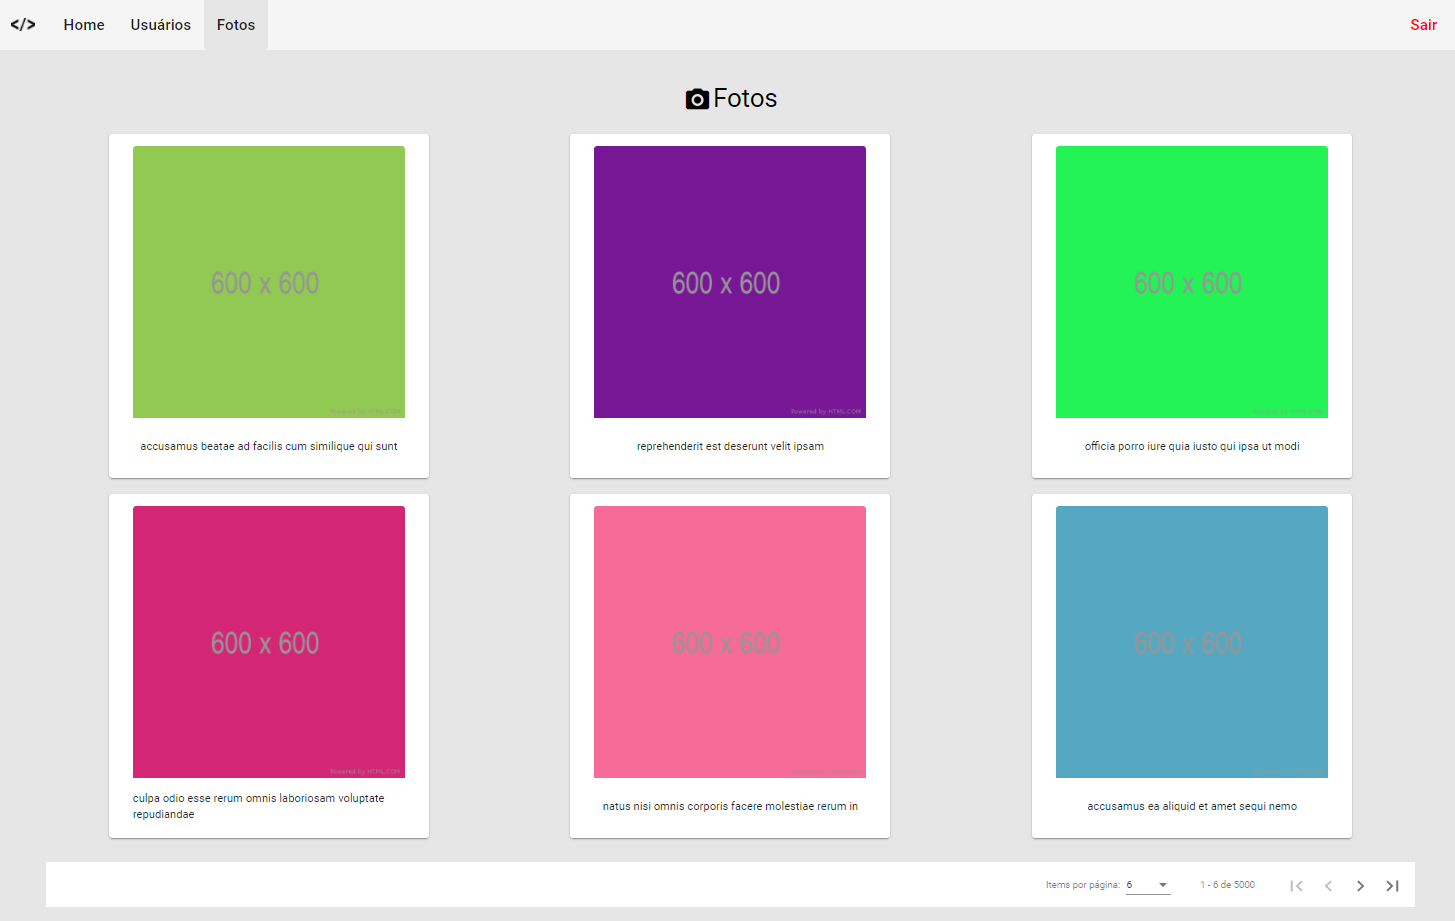 </> Home Usuários Fotos Sair
Fotos
600 x 600
Powered by HTML.COM
accusamus beatae ad facilis cum similique qui sunt
600 x 600
Powered by HTML.COM
reprehenderit est deserunt velit ipsam
600 x 600
Powered by HTML.COM
officia porro iure quia iusto qui ipsa ut modi
600 x 600
Powered by HTML.COM
culpa odio esse rerum omnis laboriosam voluptate
repudiandae
600 x 600
natus nisi omnis corporis facere molestiae rerum in
600 x 600
accusamus ea aliquid et amet sequi nemo
Items por página: 6 1 - 6 de 5000